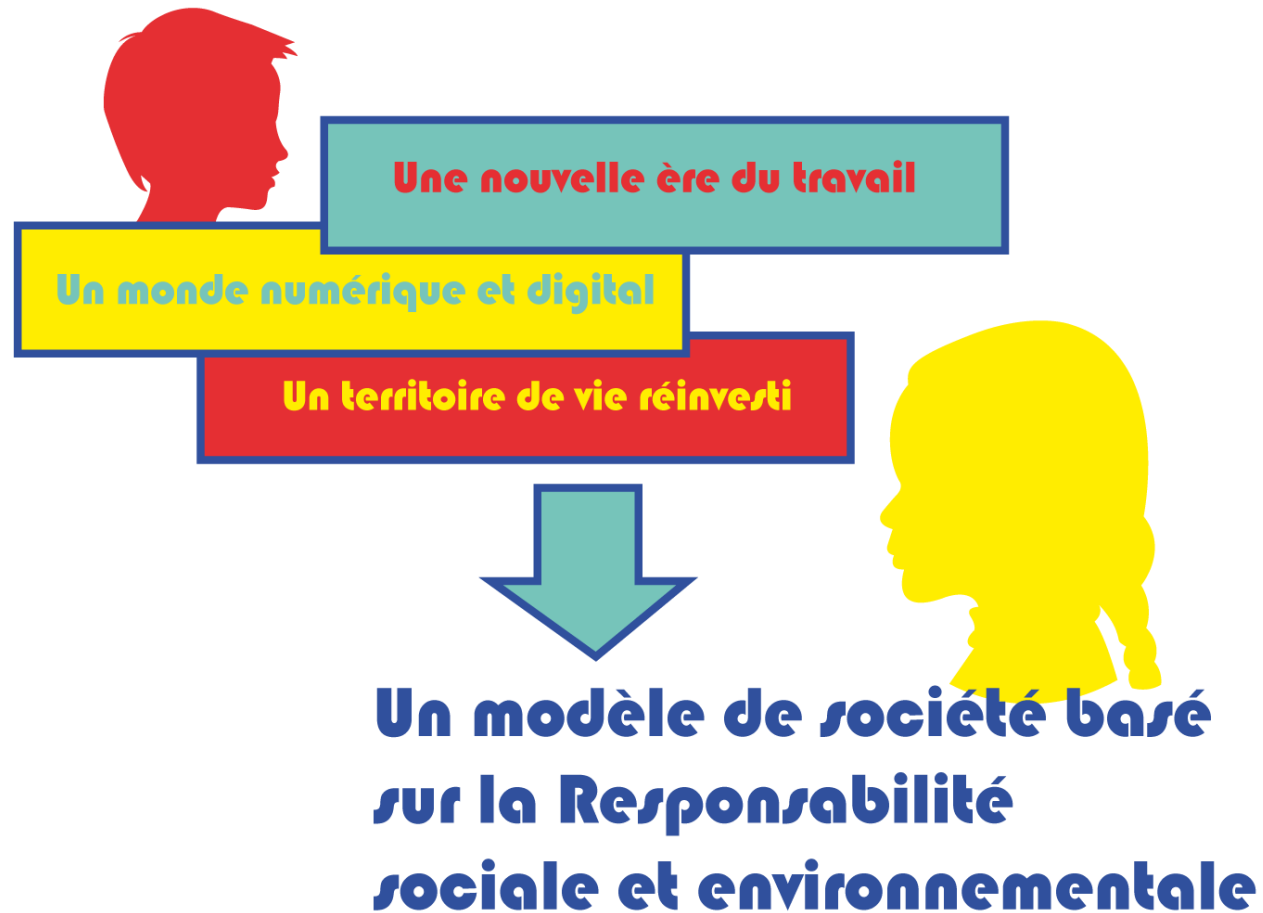 Une nouvelle ère du travail
Un monde numérique et digital
Un territoire de vie réinvesti
Un modèle de société basé
sur la Responsabilité
sociale et environnementale